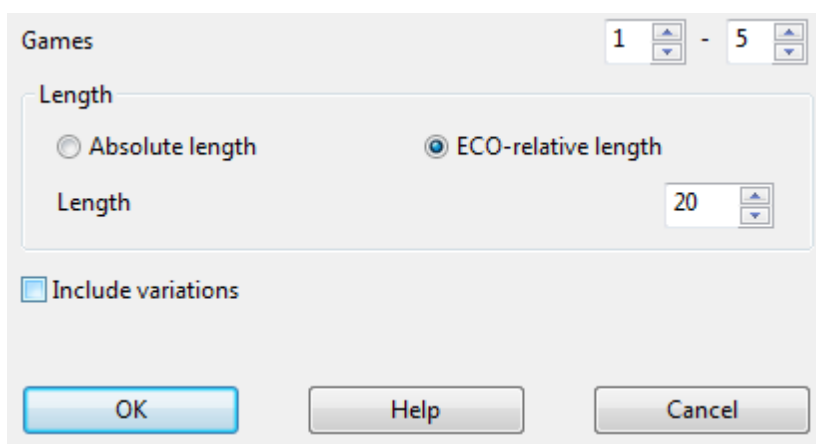 Games 1 - 5
Length
Absolute length ECO-relative length
Length 20
Include variations
OK Help Cancel